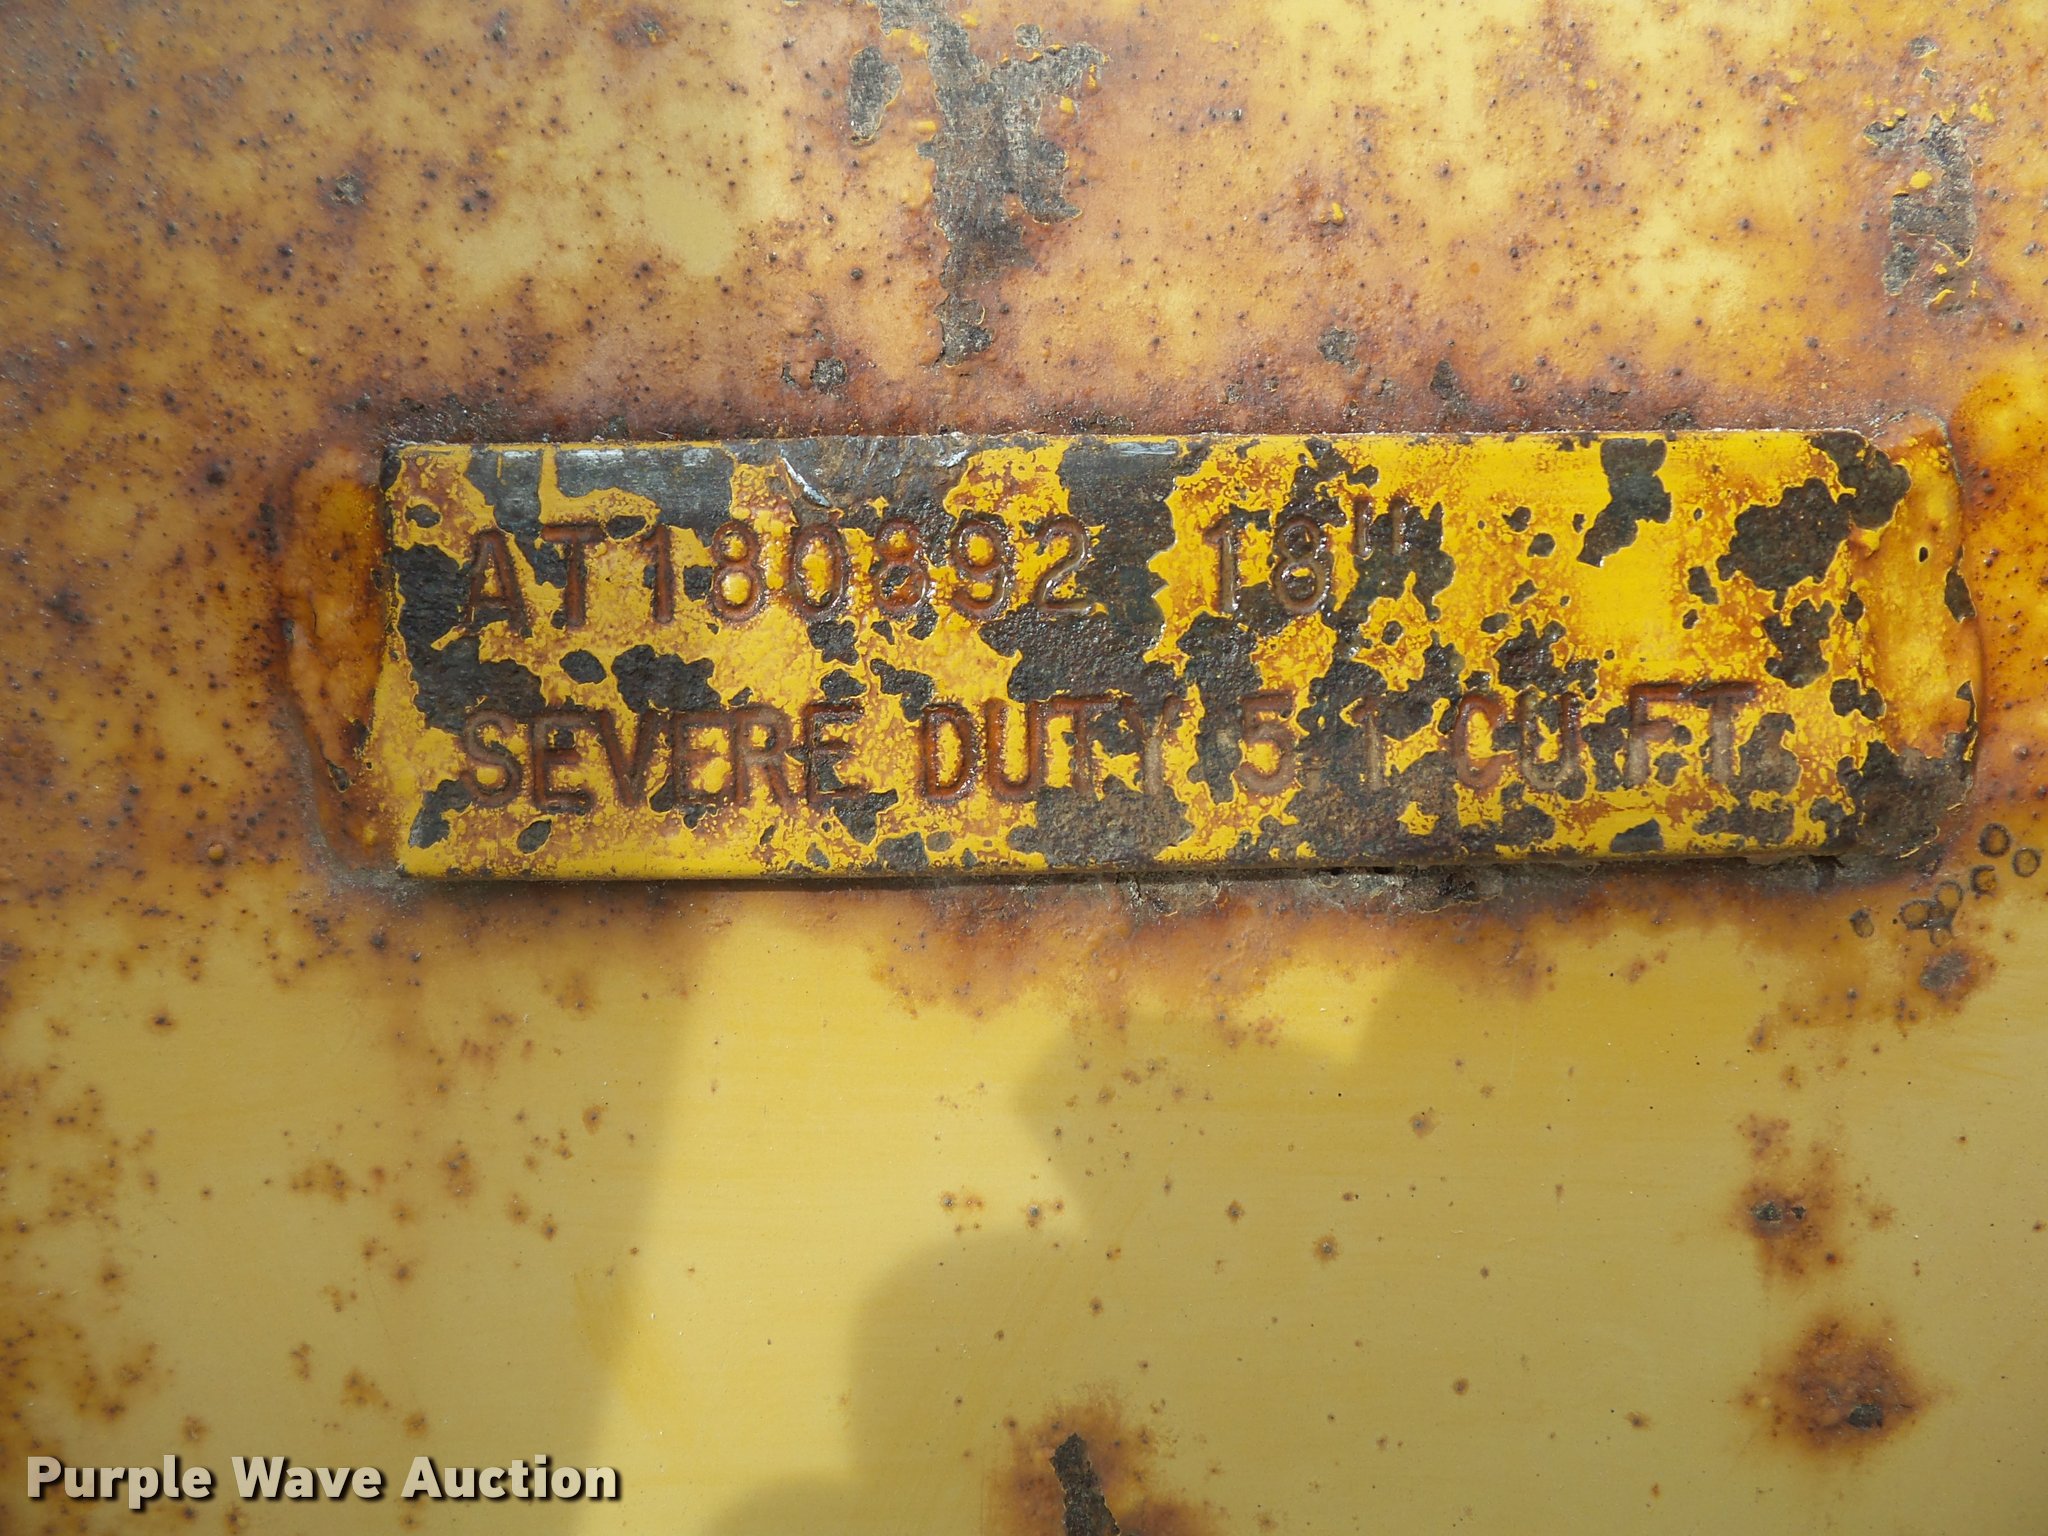 AT180892 18"
SEVERE DUTY 5.1 CU FT
Purple Wave Auction